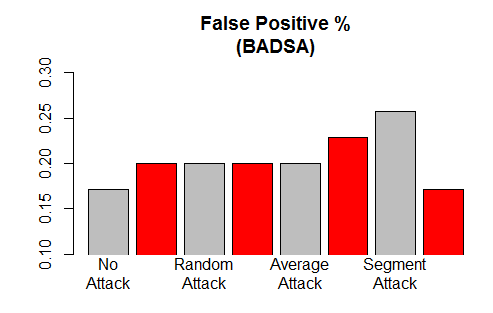 False Positive %
(BADSA)
0.30
0.25
0.20
0.15
0.10
No Attack
Random Attack
Average Attack
Segment Attack